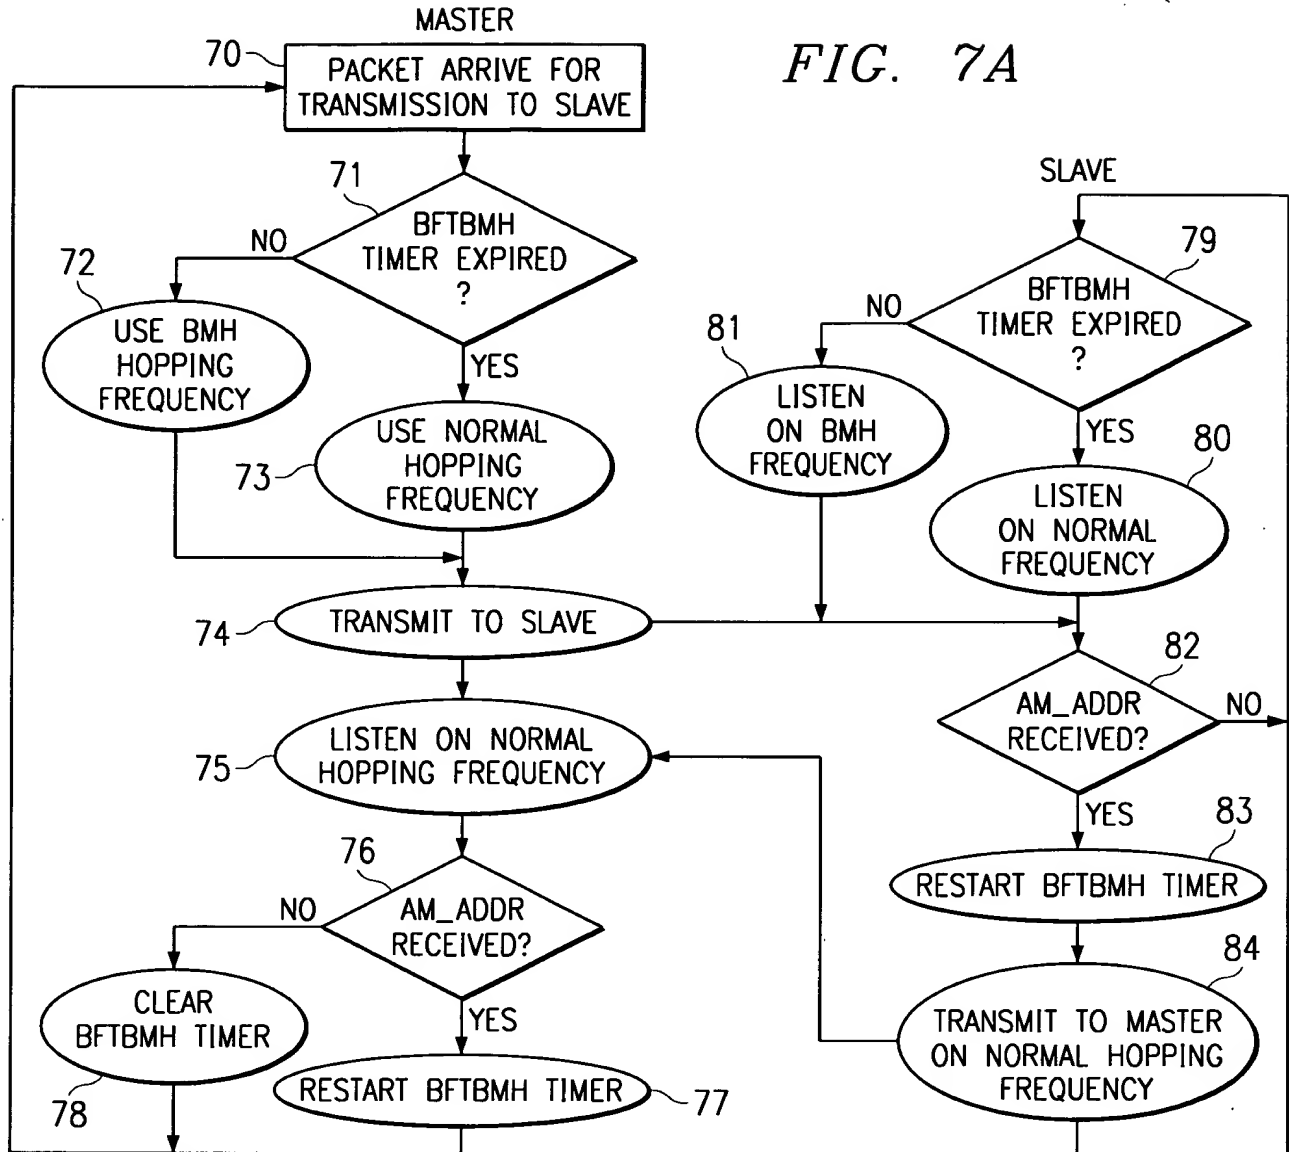 MASTER
FIG. 7A
70
PACKET ARRIVE FOR
TRANSMISSION TO SLAVE
71
BFTBMH
TIMER EXPIRED
?
NO
YES
72
USE BMH
HOPPING
FREQUENCY
73
USE NORMAL
HOPPING
FREQUENCY
74
TRANSMIT TO SLAVE
75
LISTEN ON NORMAL
HOPPING FREQUENCY
76
AM_ADDR
RECEIVED?
NO
YES
78
CLEAR
BFTBMH TIMER
77
RESTART BFTBMH TIMER
SLAVE
79
BFTBMH
TIMER EXPIRED
?
NO
YES
81
LISTEN
ON BMH
FREQUENCY
80
LISTEN
ON NORMAL
FREQUENCY
82
AM_ADDR
RECEIVED?
NO
YES
83
RESTART BFTBMH TIMER
84
TRANSMIT TO MASTER
ON NORMAL HOPPING
FREQUENCY